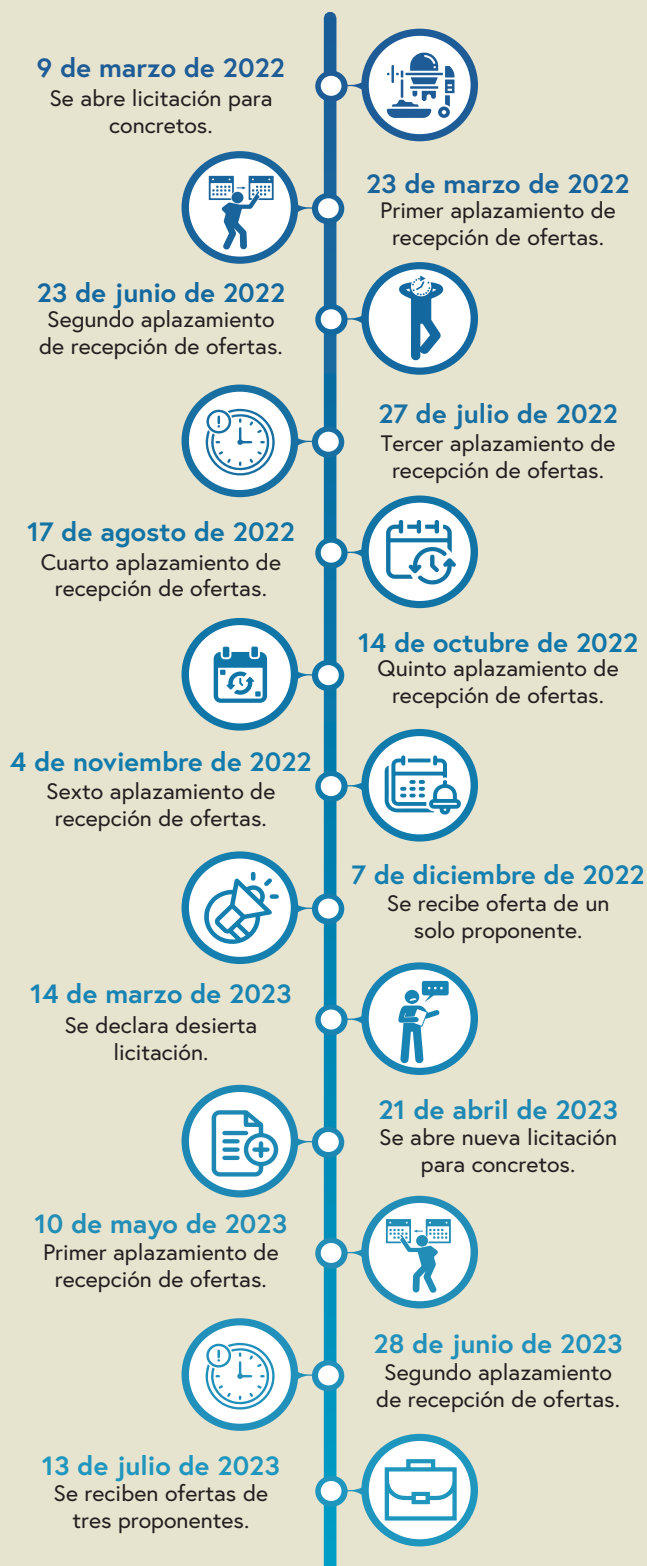 9 de marzo de 2022
Se abre licitación para
concretos.
23 de marzo de 2022
Primer aplazamiento de
recepción de ofertas.
23 de junio de 2022
Segundo aplazamiento
de recepción de ofertas.
27 de julio de 2022
Tercer aplazamiento de
recepción de ofertas.
17 de agosto de 2022
Cuarto aplazamiento de
recepción de ofertas.
14 de octubre de 2022
Quinto aplazamiento de
recepción de ofertas.
4 de noviembre de 2022
Sexto aplazamiento de
recepción de ofertas.
7 de diciembre de 2022
Se recibe oferta de un
solo proponente.
14 de marzo de 2023
Se declara desierta
licitación.
21 de abril de 2023
Se abre nueva licitación
para concretos.
10 de mayo de 2023
Primer aplazamiento de
recepción de ofertas.
28 de junio de 2023
Segundo aplazamiento
de recepción de ofertas.
13 de julio de 2023
Se reciben ofertas de
tres proponentes.